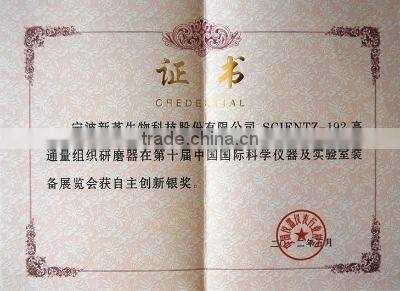 证书
CREDENTIAL
宁波新芝生物科技股份有限公司 SCIENTZ-192高
通量组织研磨器在第十届中国国际科学仪器及实验室装
备展览会获自主创新银奖。
二〇一二年五月